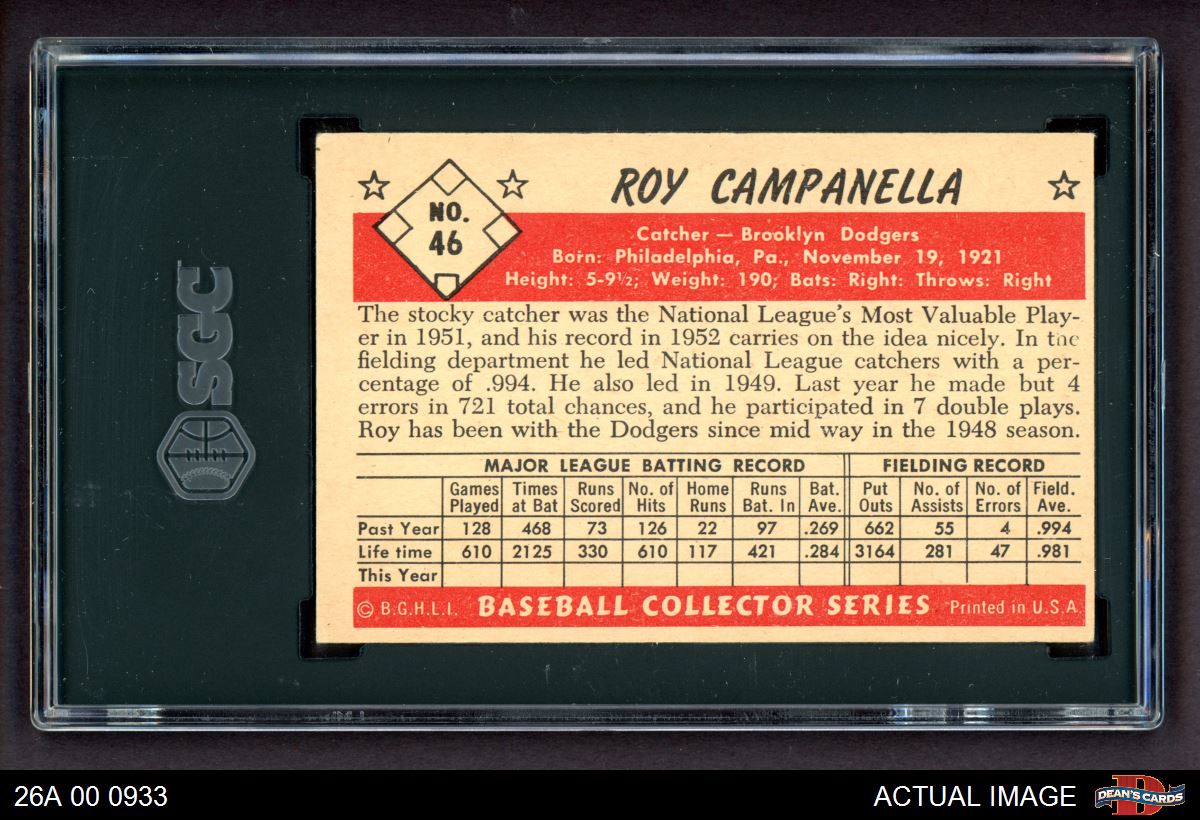 SGC
NO.
46
ROY CAMPANELLA
Catcher — Brooklyn Dodgers
Born: Philadelphia, Pa., November 19, 1921
Height: 5-9½; Weight: 190; Bats: Right: Throws: Right
The stocky catcher was the National League's Most Valuable Play-
er in 1951, and his record in 1952 carries on the idea nicely. In the
fielding department he led National League catchers with a per-
centage of .994. He also led in 1949. Last year he made but 4
errors in 721 total chances, and he participated in 7 double plays.
Roy has been with the Dodgers since mid way in the 1948 season.
MAJOR LEAGUE BATTING RECORD FIELDING RECORD
Games Times Runs No. of Home Runs Bat. Put No. of No. of Field.
Played at Bat Scored Hits Runs Bat. In Ave. Outs Assists Errors Ave.
Past Year 128 468 73 126 22 97 .269 662 55 4 .994
Life time 610 2125 330 610 117 421 .284 3164 281 47 .981
This Year
© B.G.H.L.I. BASEBALL COLLECTOR SERIES Printed in U.S.A.
26A 00 0933 ACTUAL IMAGE DEAN'S CARDS